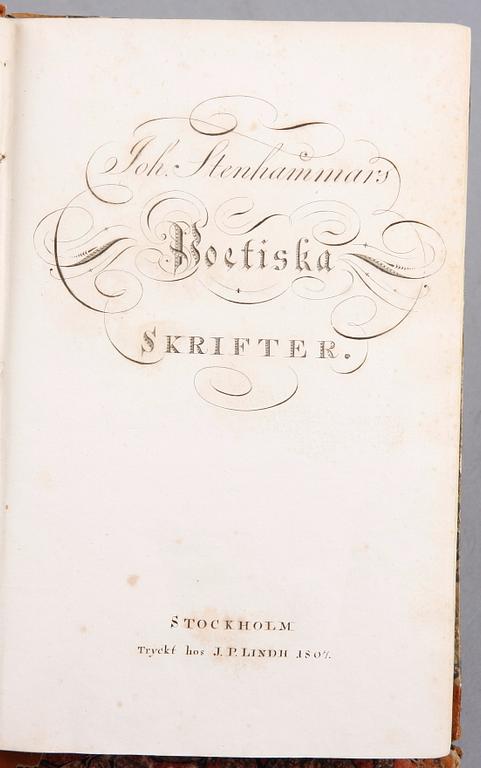 Joh. Stenhammars
Poetiska
SKRIFTER.
STOCKHOLM
Tryckt hos J. P. LINDH 1807.